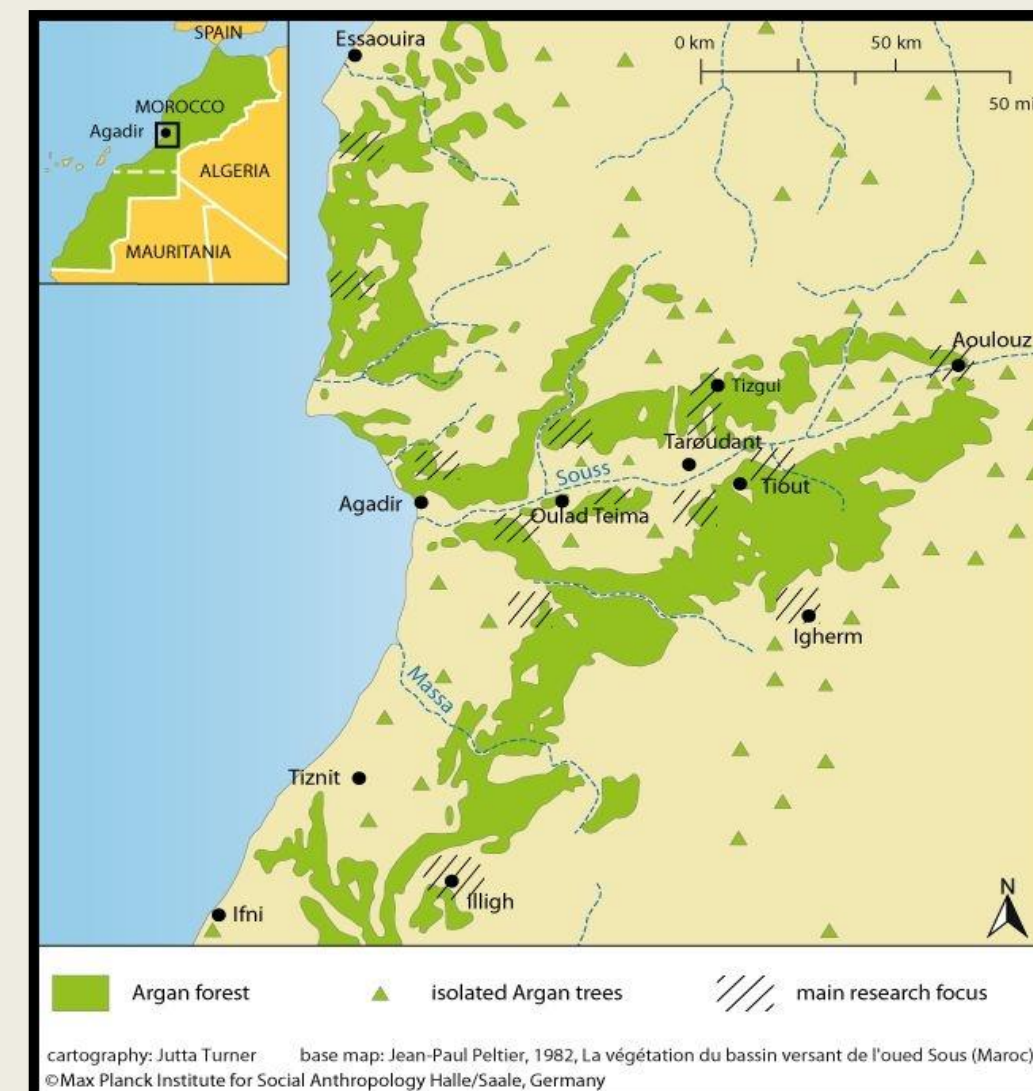 SPAIN
MOROCCO
Agadir
ALGERIA
MAURITANIA
Essaouira
0 km 50 km
50 mi
Aoulouz
Tizgui
Taroudant
Souss
Tiout
Agadir
Oulad Teima
Igherm
Massa
Tiznit
Illigh
Ifni
N
Argan forest
isolated Argan trees
main research focus
cartography: Jutta Turner base map: Jean-Paul Peltier, 1982, La végétation du bassin versant de l'oued Sous (Maroc)
©Max Planck Institute for Social Anthropology Halle/Saale, Germany